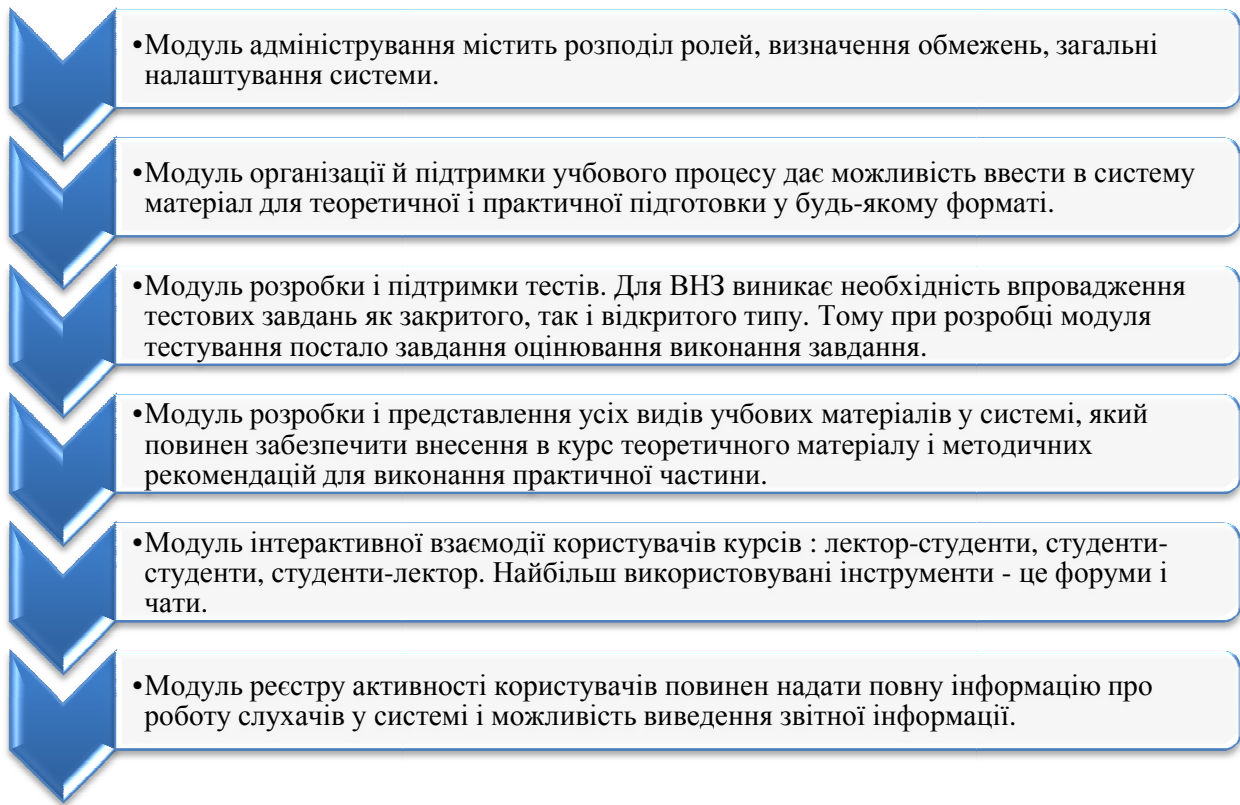 •Модуль адміністрування містить розподіл ролей, визначення обмежень, загальні
налаштування системи.
•Модуль організації й підтримки учбового процесу дає можливість ввести в систему
матеріал для теоретичної і практичної підготовки у будь-якому форматі.
•Модуль розробки і підтримки тестів. Для ВНЗ виникає необхідність впровадження
тестових завдань як закритого, так і відкритого типу. Тому при розробці модуля
тестування постало завдання оцінювання виконання завдання.
•Модуль розробки і представлення усіх видів учбових матеріалів у системі, який
повинен забезпечити внесення в курс теоретичного матеріалу і методичних
рекомендацій для виконання практичної частини.
•Модуль інтерактивної взаємодії користувачів курсів : лектор-студенти, студенти-
студенти, студенти-лектор. Найбільш використовувані інструменти - це форуми і
чати.
•Модуль реєстру активності користувачів повинен надати повну інформацію про
роботу слухачів у системі і можливість виведення звітної інформації.